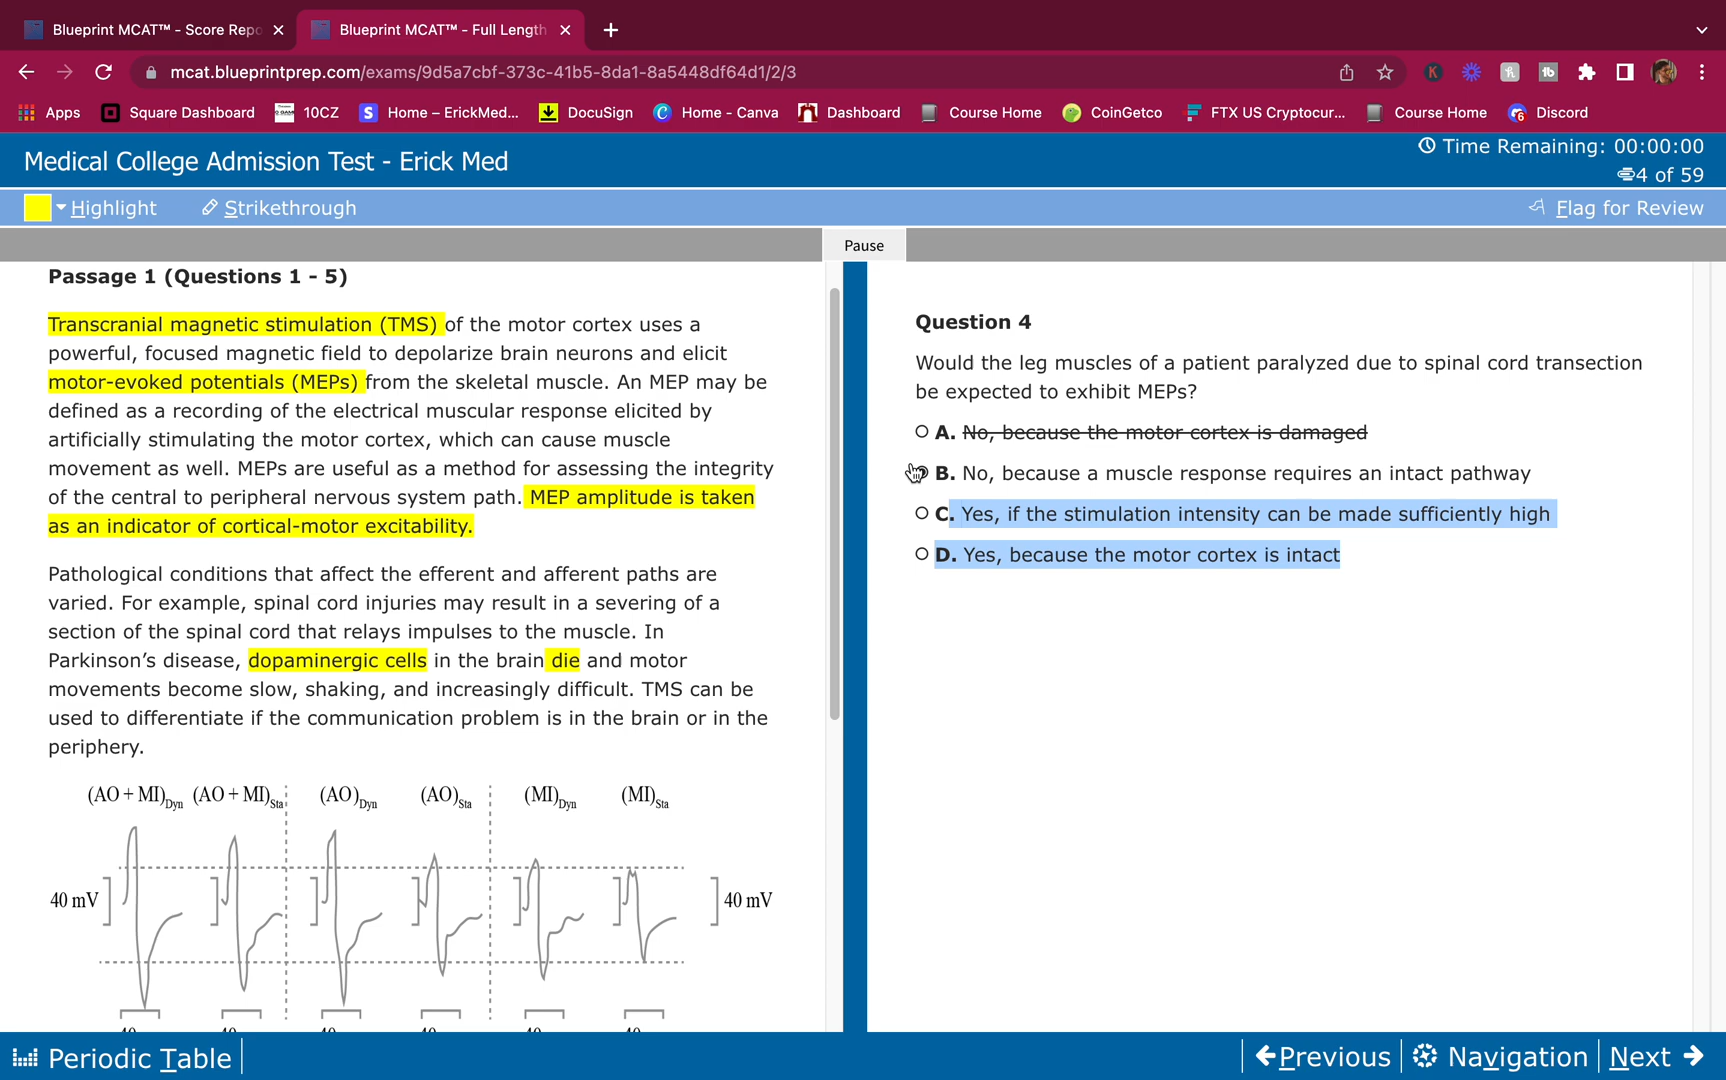 Blueprint MCAT™ - Score Repo
Blueprint MCAT™ - Full Length
mcat.blueprintprep.com/exams/9d5a7cbf-373c-41b5-8da1-8a5448df64d1/2/3
Apps
Square Dashboard
10CZ
Home – ErickMed...
DocuSign
Home - Canva
Dashboard
Course Home
CoinGetco
FTX US Cryptocur...
Course Home
Discord
Medical College Admission Test - Erick Med
Time Remaining: 00:00:00
4 of 59
Highlight
Strikethrough
Flag for Review
Pause
Passage 1 (Questions 1 - 5)
Transcranial magnetic stimulation (TMS) of the motor cortex uses a
powerful, focused magnetic field to depolarize brain neurons and elicit
motor-evoked potentials (MEPs) from the skeletal muscle. An MEP may be
defined as a recording of the electrical muscular response elicited by
artificially stimulating the motor cortex, which can cause muscle
movement as well. MEPs are useful as a method for assessing the integrity
of the central to peripheral nervous system path. MEP amplitude is taken
as an indicator of cortical-motor excitability.
Pathological conditions that affect the efferent and afferent paths are
varied. For example, spinal cord injuries may result in a severing of a
section of the spinal cord that relays impulses to the muscle. In
Parkinson's disease, dopaminergic cells in the brain die and motor
movements become slow, shaking, and increasingly difficult. TMS can be
used to differentiate if the communication problem is in the brain or in the
periphery.
(AO + MI)Dyn (AO + MI)Sta (AO)Dyn (AO)Sta (MI)Dyn (MI)Sta
40 mV
40 mV
40 40 40 40 40 40
Question 4
Would the leg muscles of a patient paralyzed due to spinal cord transection
be expected to exhibit MEPs?
A. No, because the motor cortex is damaged
B. No, because a muscle response requires an intact pathway
C. Yes, if the stimulation intensity can be made sufficiently high
D. Yes, because the motor cortex is intact
Periodic Table
Previous
Navigation
Next